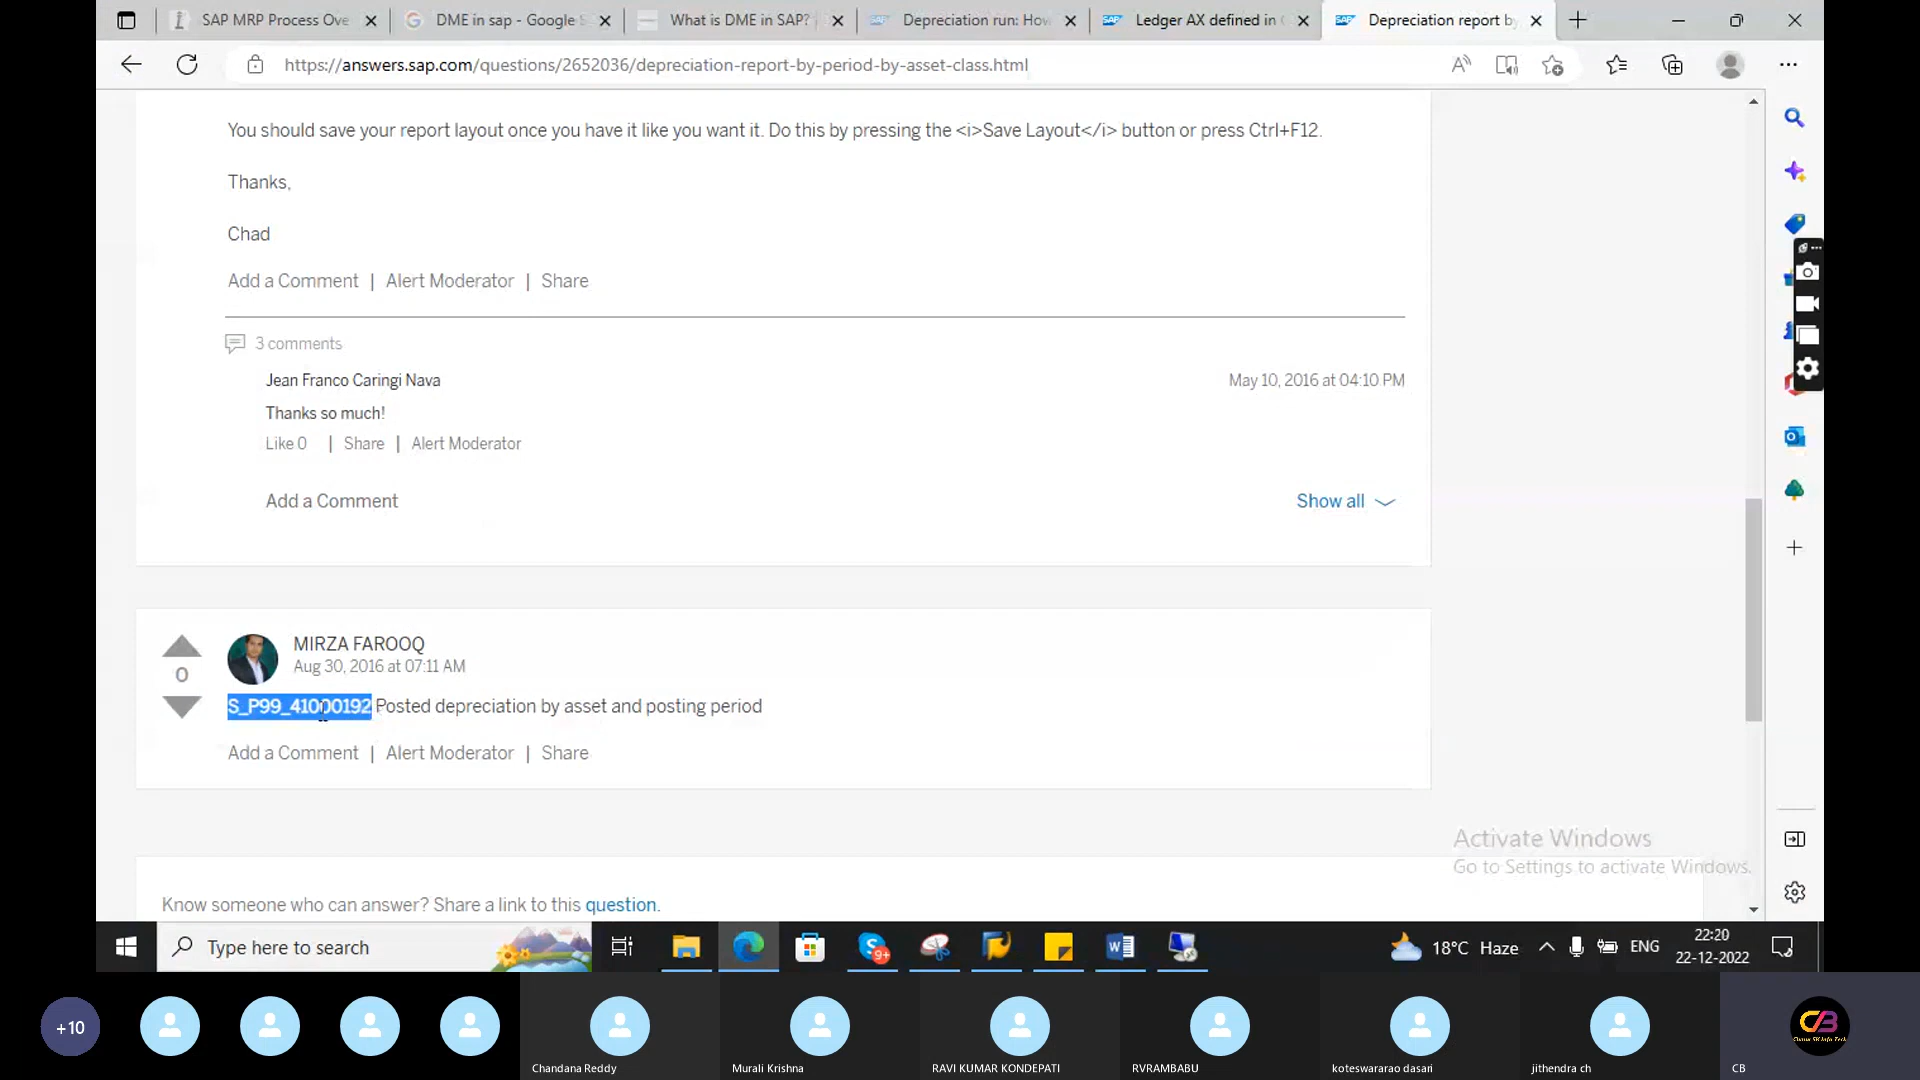 SAP MRP Process Ove
DME in sap - Google S
What is DME in SAP?
Depreciation run: How
Ledger AX defined in
Depreciation report by
https://answers.sap.com/questions/2652036/depreciation-report-by-period-by-asset-class.html
You should save your report layout once you have it like you want it. Do this by pressing the <i>Save Layout</i> button or press Ctrl+F12.
Thanks,
Chad
Add a Comment | Alert Moderator | Share
3 comments
Jean Franco Caringi Nava
May 10, 2016 at 04:10 PM
Thanks so much!
Like 0 | Share | Alert Moderator
Add a Comment
Show all
MIRZA FAROOQ
Aug 30, 2016 at 07:11 AM
0
S_P99_41000192 Posted depreciation by asset and posting period
Add a Comment | Alert Moderator | Share
Activate Windows
Go to Settings to activate Windows.
Know someone who can answer? Share a link to this question.
Type here to search
9+
18°C Haze
ENG
22:20
22-12-2022
+10
Chandana Reddy
Murali Krishna
RAVI KUMAR KONDEPATI
RVRAMBABU
koteswararao dasari
jithendra ch
CB